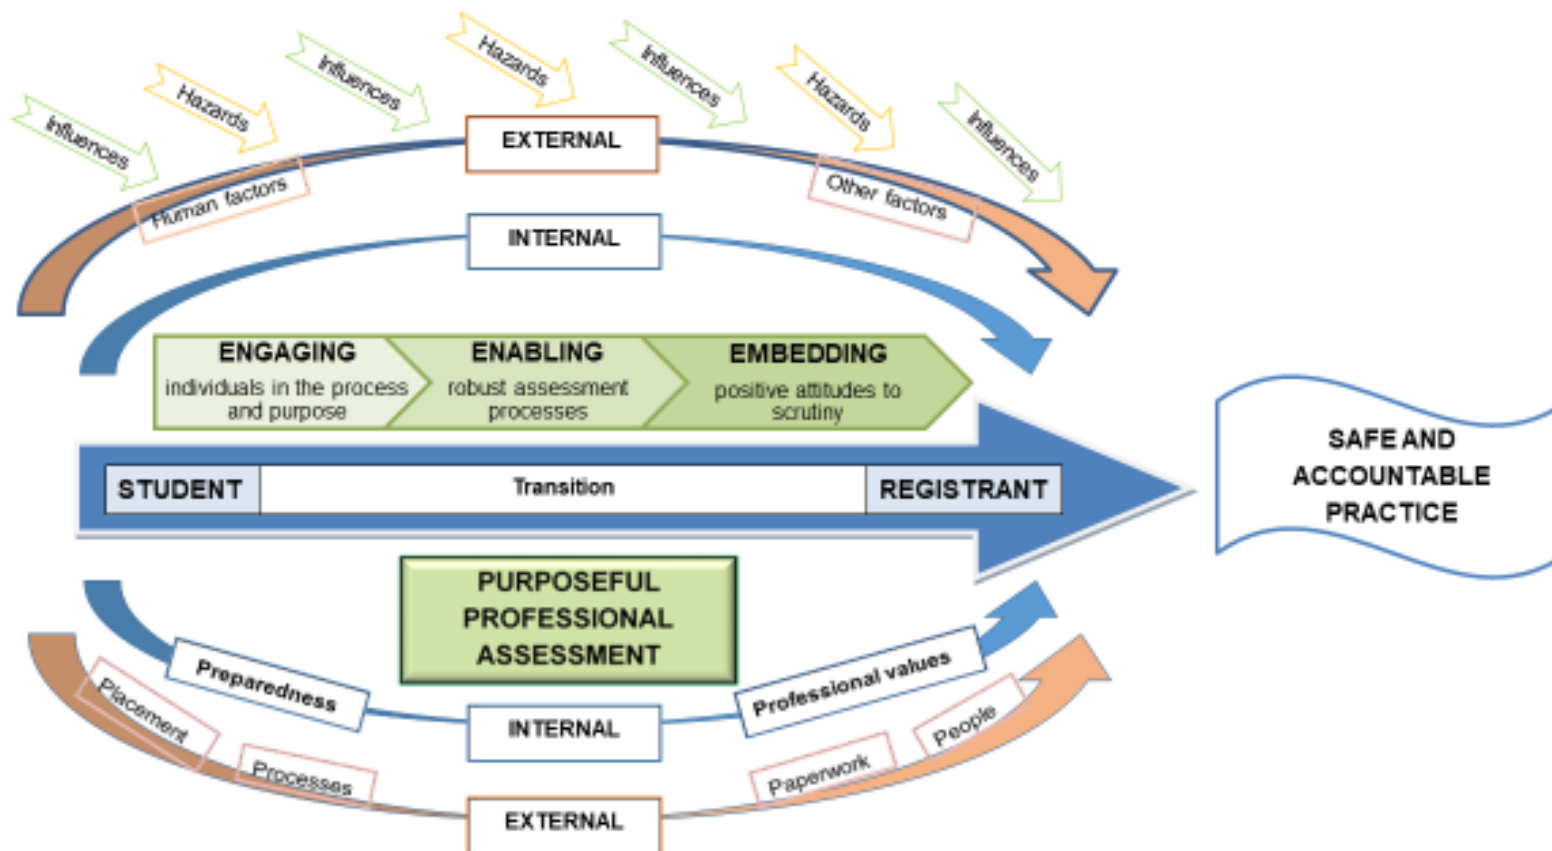 Influences
Hazards
Influences
Hazards
Influences
Hazards
Influences
EXTERNAL
Human factors
Other factors
INTERNAL
ENGAGING
individuals in the process
and purpose
ENABLING
robust assessment
processes
EMBEDDING
positive attitudes to
scrutiny
STUDENT
Transition
REGISTRANT
SAFE AND
ACCOUNTABLE
PRACTICE
PURPOSEFUL
PROFESSIONAL
ASSESSMENT
Preparedness
Professional values
INTERNAL
Placement
Processes
Paperwork
People
EXTERNAL